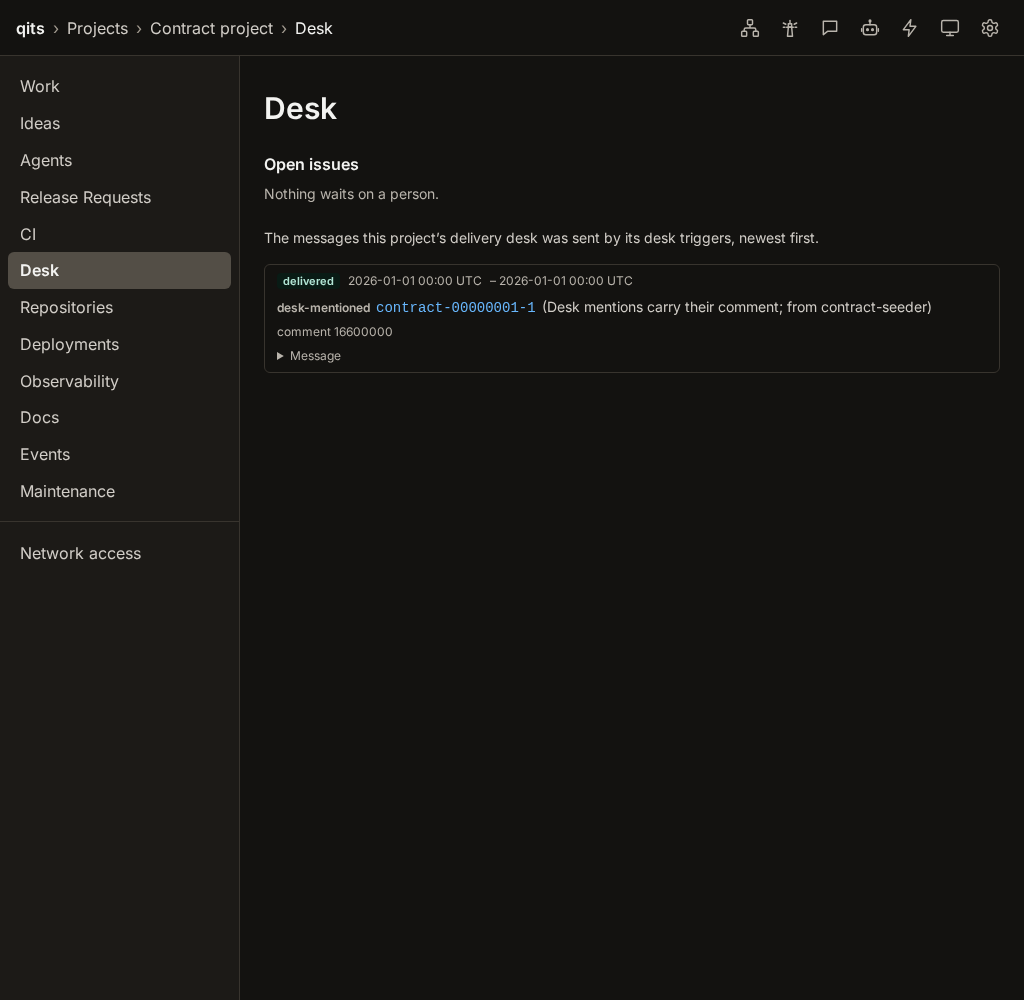 qits › Projects › Contract project › Desk
Work
Ideas
Agents
Release Requests
CI
Desk
Repositories
Deployments
Observability
Docs
Events
Maintenance
Network access
Desk
Open issues
Nothing waits on a person.
The messages this project’s delivery desk was sent by its desk triggers, newest first.
delivered 2026-01-01 00:00 UTC – 2026-01-01 00:00 UTC
desk-mentioned contract-00000001-1 (Desk mentions carry their comment; from contract-seeder)
comment 16600000
Message